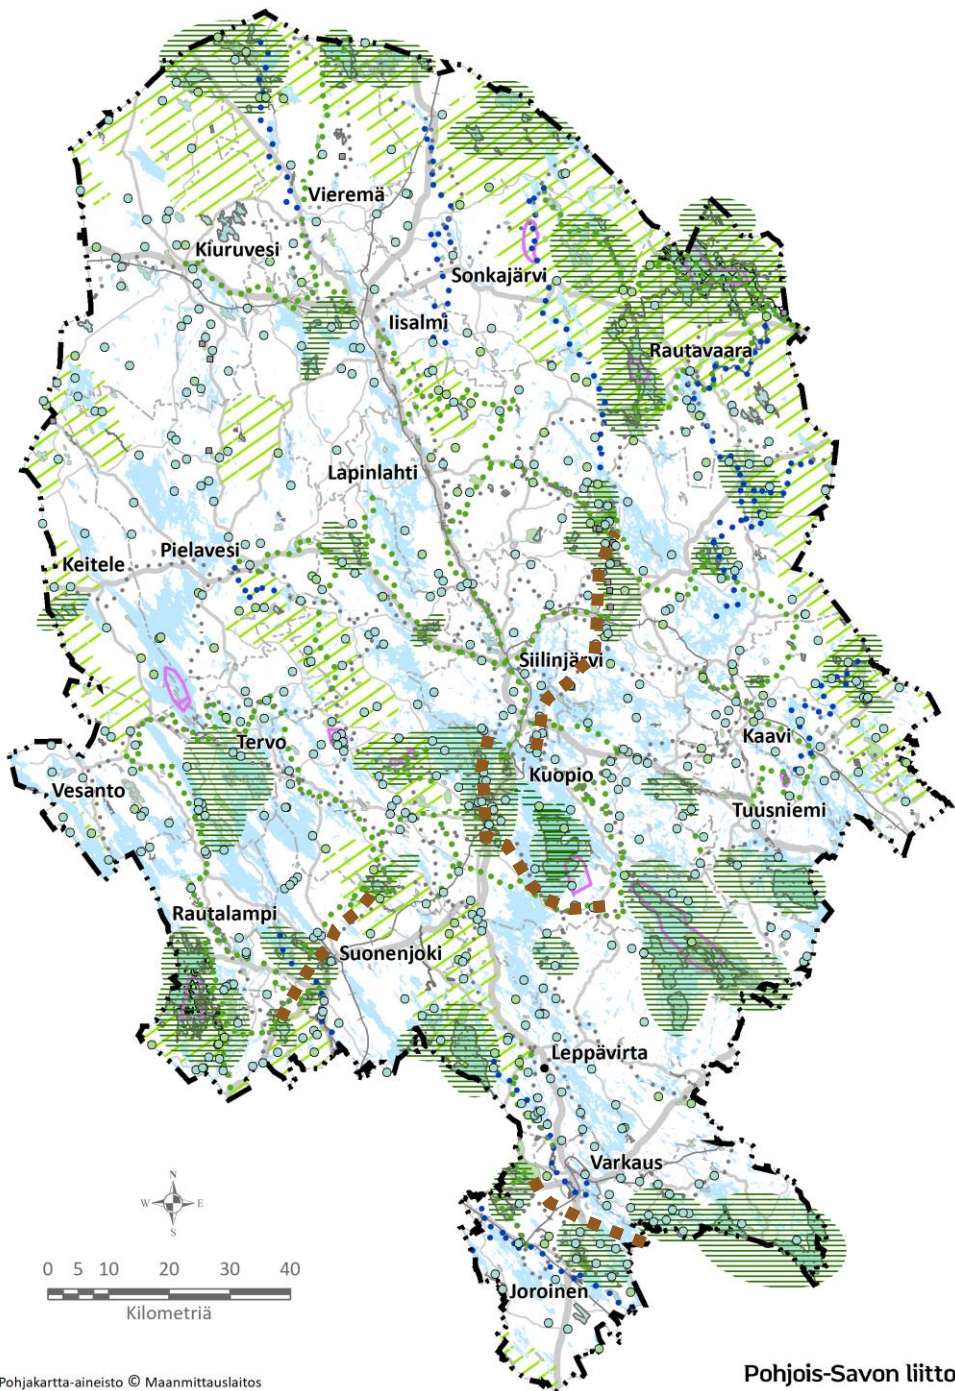 Vieremä
Kiuruvesi
Sonkajärvi
Iisalmi
Rautavaara
Lapinlahti
Pielavesi
Keitele
Siilinjärvi
Kaavi
Tervo
Kuopio
Vesanto
Tuusniemi
Rautalampi
Suonenjoki
Leppävirta
Varkaus
N
W E
S
0 5 10 20 30 40
Kilometriä
Joroinen
Pohjakartta-aineisto © Maanmittauslaitos
Pohjois-Savon liitto